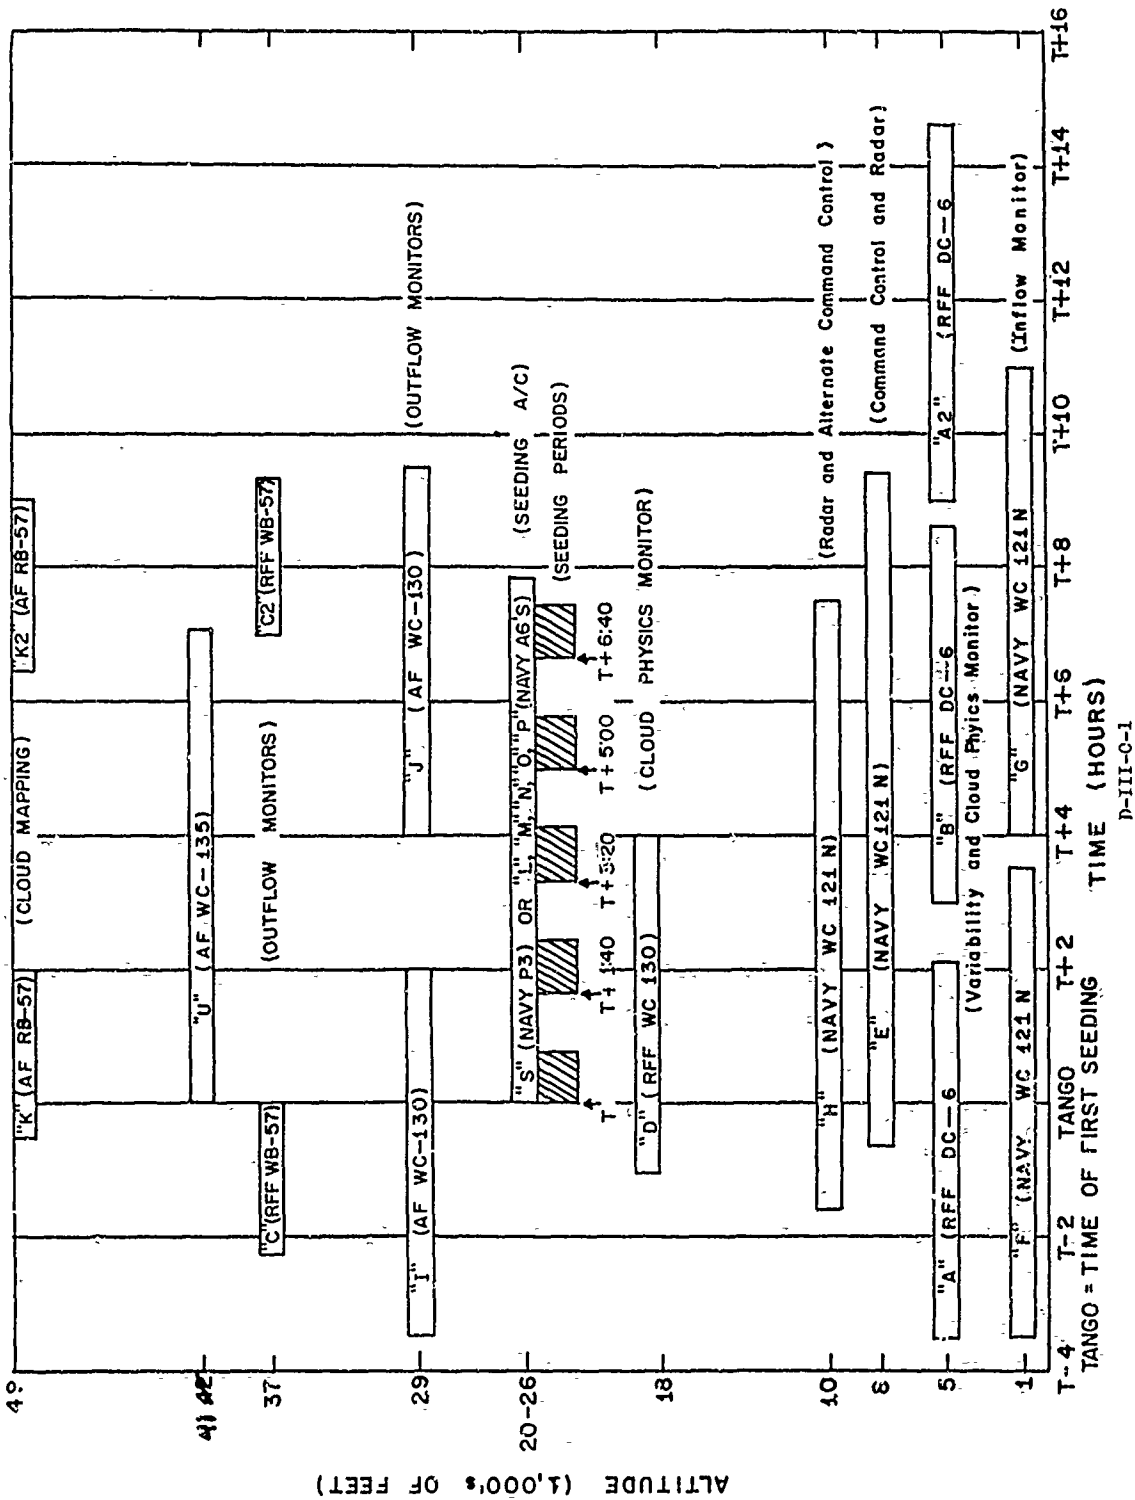 ALTITUDE (1,000's OF FEET)
49
"K" (AF RB-57)
(CLOUD MAPPING)
"K2" (AF RB-57)
41
"U" (AF WC-135)
37
"C" (RFF WB-57)
(OUTFLOW MONITORS)
"C2" (RFF WB-57)
29
"I" (AF WC-130)
"J" (AF WC-130)
(OUTFLOW MONITORS)
20-26
"S" (NAVY P3) OR "L", "M", "N", "O", "P" (NAVY A6'S)
(SEEDING A/C)
(SEEDING PERIODS)
T
T+ 1:40
T+ 3:20
T+ 5:00
T+ 6:40
18
"D" (RFF WC 130)
(CLOUD PHYSICS MONITOR)
10
"H" (NAVY WC 121 N)
(Radar and Alternate Command Control)
8
"E" (NAVY WC 121 N)
(Command Control and Radar)
5
"A" (RFF DC-6
"B" (RFF DC-6
"A2" (RFF DC-6
(Variability and Cloud Phyics Monitor)
1
"F" (NAVY WC 121 N
"G" (NAVY WC 121 N
(Inflow Monitor)
T-4
T-2
TANGO
T+2
T+4
T+6
T+8
T+10
T+12
T+14
T+16
TANGO = TIME OF FIRST SEEDING
TIME (HOURS)
D-III-C-1